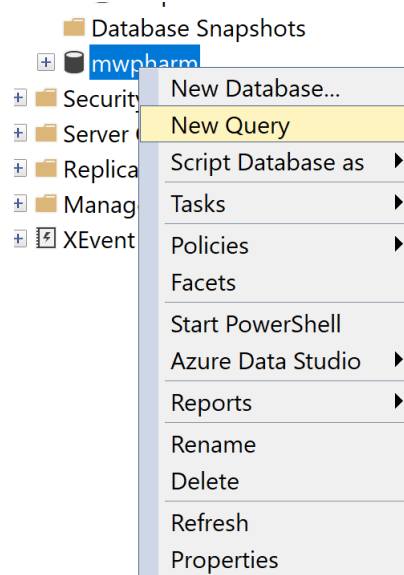 Database Snapshots
mwpharm
Security
New Database...
Server
New Query
Replica
Script Database as
Manag
Tasks
XEvent
Policies
Facets
Start PowerShell
Azure Data Studio
Reports
Rename
Delete
Refresh
Properties